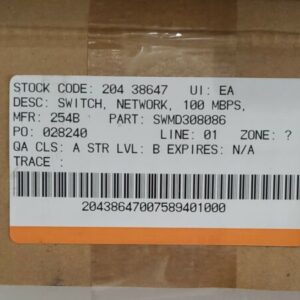 STOCK CODE: 204 38647 UI: EA
DESC: SWITCH, NETWORK, 100 MBPS,
MFR: 254B PART: SWMD308086
PO: 028240 LINE: 01 ZONE: ?
QA CLS: A STR LVL: B EXPIRES: N/A
TRACE :
20438647007589401000